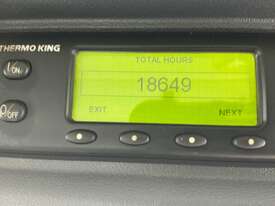 THERMO KING
TOTAL HOURS
ON
18649
EXIT
NEXT
OFF